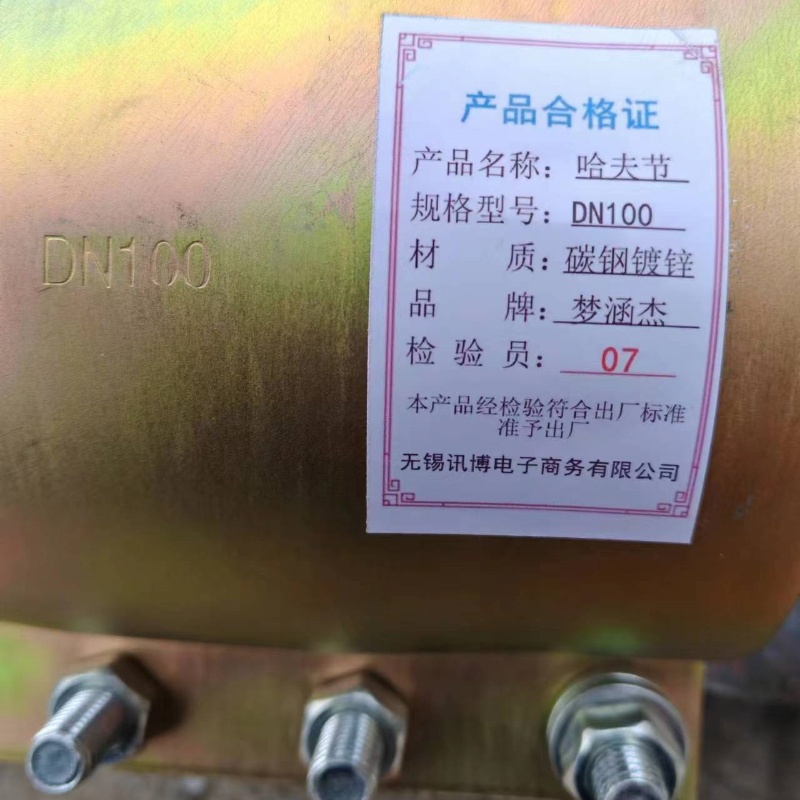 产品合格证
产品名称：哈夫节
规格型号：DN100
DN100
材 质：碳钢镀锌
品 牌：梦涵杰
检 验 员：07
本产品经检验符合出厂标准
准予出厂
无锡讯博电子商务有限公司